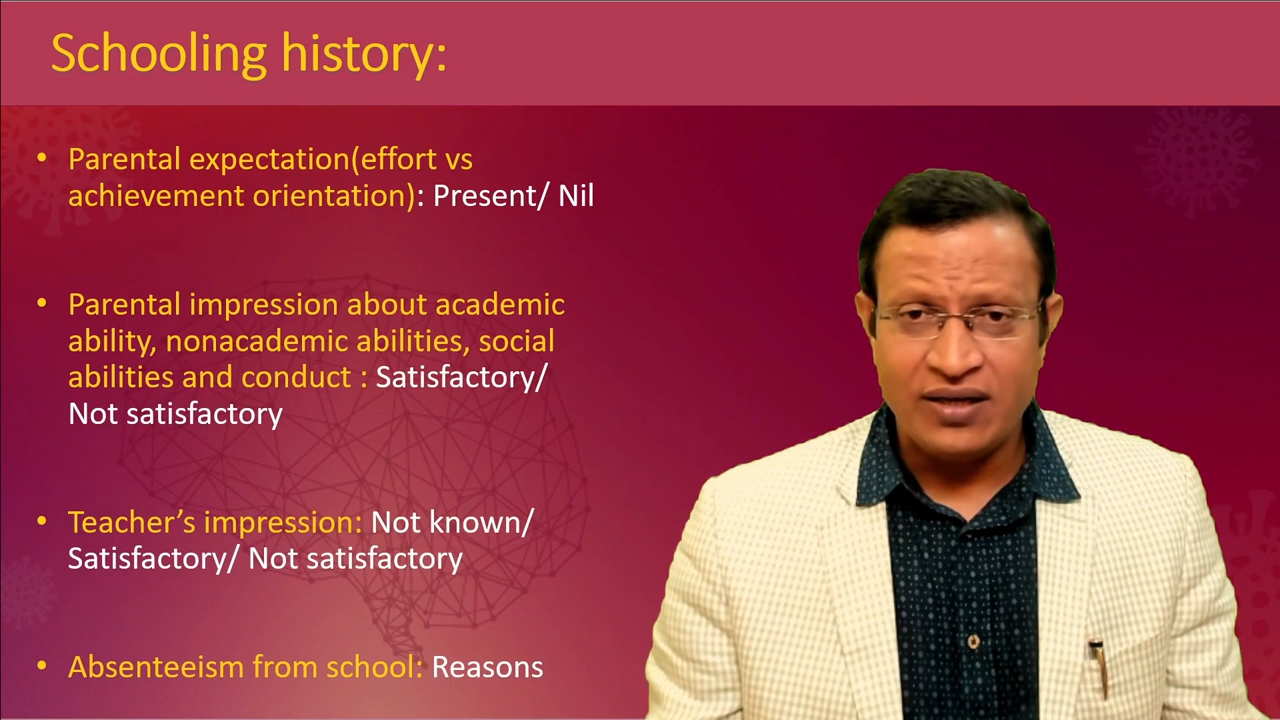 Schooling history:
• Parental expectation(effort vs
achievement orientation): Present/ Nil
• Parental impression about academic
ability, nonacademic abilities, social
abilities and conduct : Satisfactory/
Not satisfactory
• Teacher’s impression: Not known/
Satisfactory/ Not satisfactory
• Absenteeism from school: Reasons